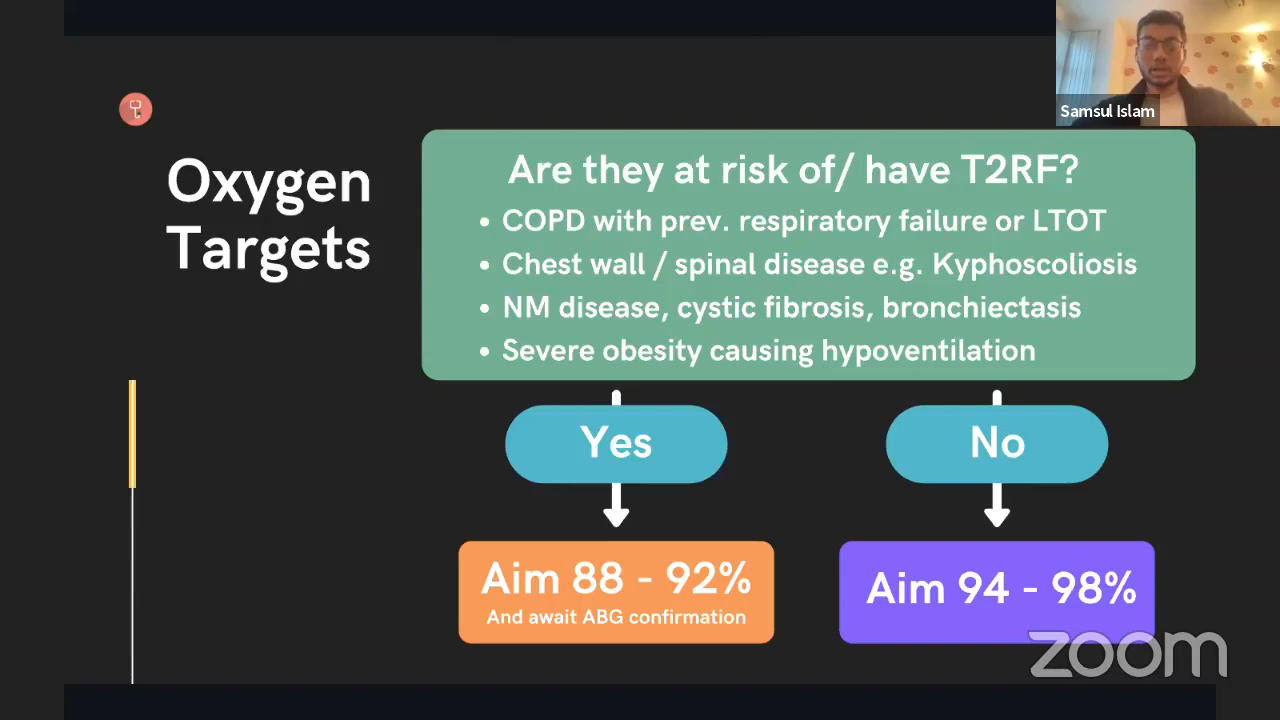 Samsul Islam
Oxygen
Targets
Are they at risk of/ have T2RF?
• COPD with prev. respiratory failure or LTOT
• Chest wall / spinal disease e.g. Kyphoscoliosis
• NM disease, cystic fibrosis, bronchiectasis
• Severe obesity causing hypoventilation
Yes
No
Aim 88 - 92%
And await ABG confirmation
Aim 94 - 98%
zoom